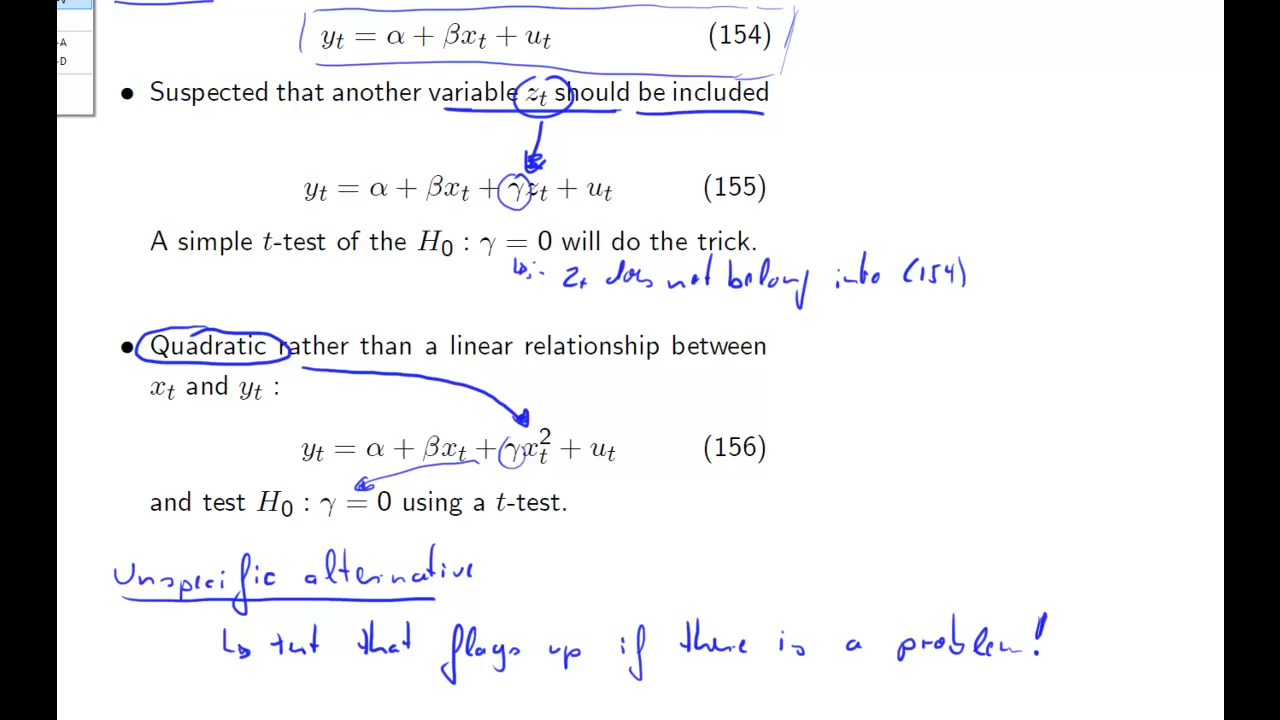 -A
-D
yₜ = α + βxₜ + uₜ (154)
• Suspected that another variable zₜ should be included
yₜ = α + βxₜ + γzₜ + uₜ (155)
A simple t-test of the H₀ : γ = 0 will do the trick.
zₜ does not belong into (154)
• Quadratic rather than a linear relationship between
xₜ and yₜ :
yₜ = α + βxₜ + γxₜ² + uₜ (156)
and test H₀ : γ = 0 using a t-test.
Unspecific alternative
↳ test that flags up if there is a problem!